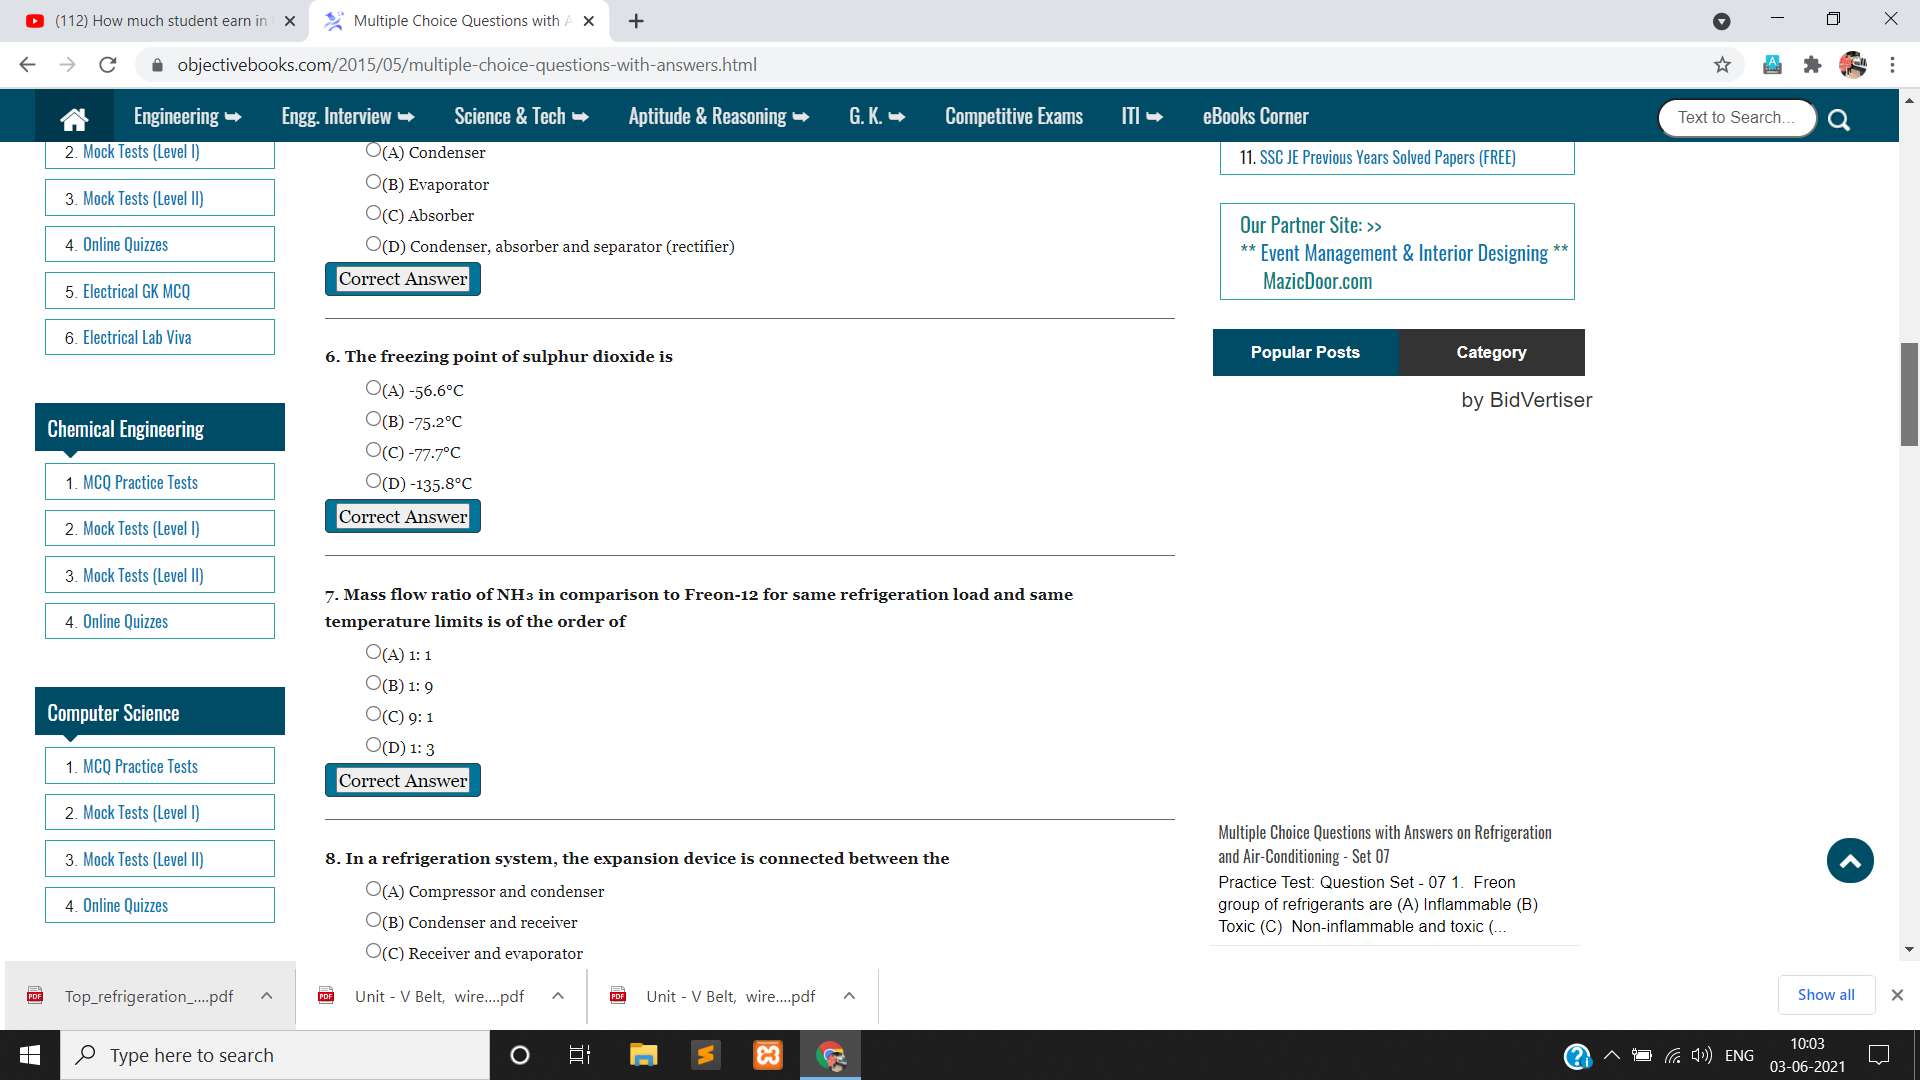 (112) How much student earn in
Multiple Choice Questions with A
objectivebooks.com/2015/05/multiple-choice-questions-with-answers.html
Engineering ➥ Engg. Interview ➥ Science & Tech ➥ Aptitude & Reasoning ➥ G. K. ➥ Competitive Exams ITI ➥ eBooks Corner
Text to Search...
2. Mock Tests (Level I)
3. Mock Tests (Level II)
4. Online Quizzes
5. Electrical GK MCQ
6. Electrical Lab Viva
Chemical Engineering
1. MCQ Practice Tests
2. Mock Tests (Level I)
3. Mock Tests (Level II)
4. Online Quizzes
Computer Science
1. MCQ Practice Tests
2. Mock Tests (Level I)
3. Mock Tests (Level II)
4. Online Quizzes
(A) Condenser
(B) Evaporator
(C) Absorber
(D) Condenser, absorber and separator (rectifier)
Correct Answer
6. The freezing point of sulphur dioxide is
(A) -56.6°C
(B) -75.2°C
(C) -77.7°C
(D) -135.8°C
Correct Answer
7. Mass flow ratio of NH3 in comparison to Freon-12 for same refrigeration load and same
temperature limits is of the order of
(A) 1: 1
(B) 1: 9
(C) 9: 1
(D) 1: 3
Correct Answer
8. In a refrigeration system, the expansion device is connected between the
(A) Compressor and condenser
(B) Condenser and receiver
(C) Receiver and evaporator
11. SSC JE Previous Years Solved Papers (FREE)
Our Partner Site: >>
** Event Management & Interior Designing **
MazicDoor.com
Popular Posts Category
by BidVertiser
Multiple Choice Questions with Answers on Refrigeration
and Air-Conditioning - Set 07
Practice Test: Question Set - 07 1. Freon
group of refrigerants are (A) Inflammable (B)
Toxic (C) Non-inflammable and toxic (...
Top_refrigeration_....pdf
Unit - V Belt, wire....pdf
Unit - V Belt, wire....pdf
Show all
Type here to search
ENG
10:03
03-06-2021